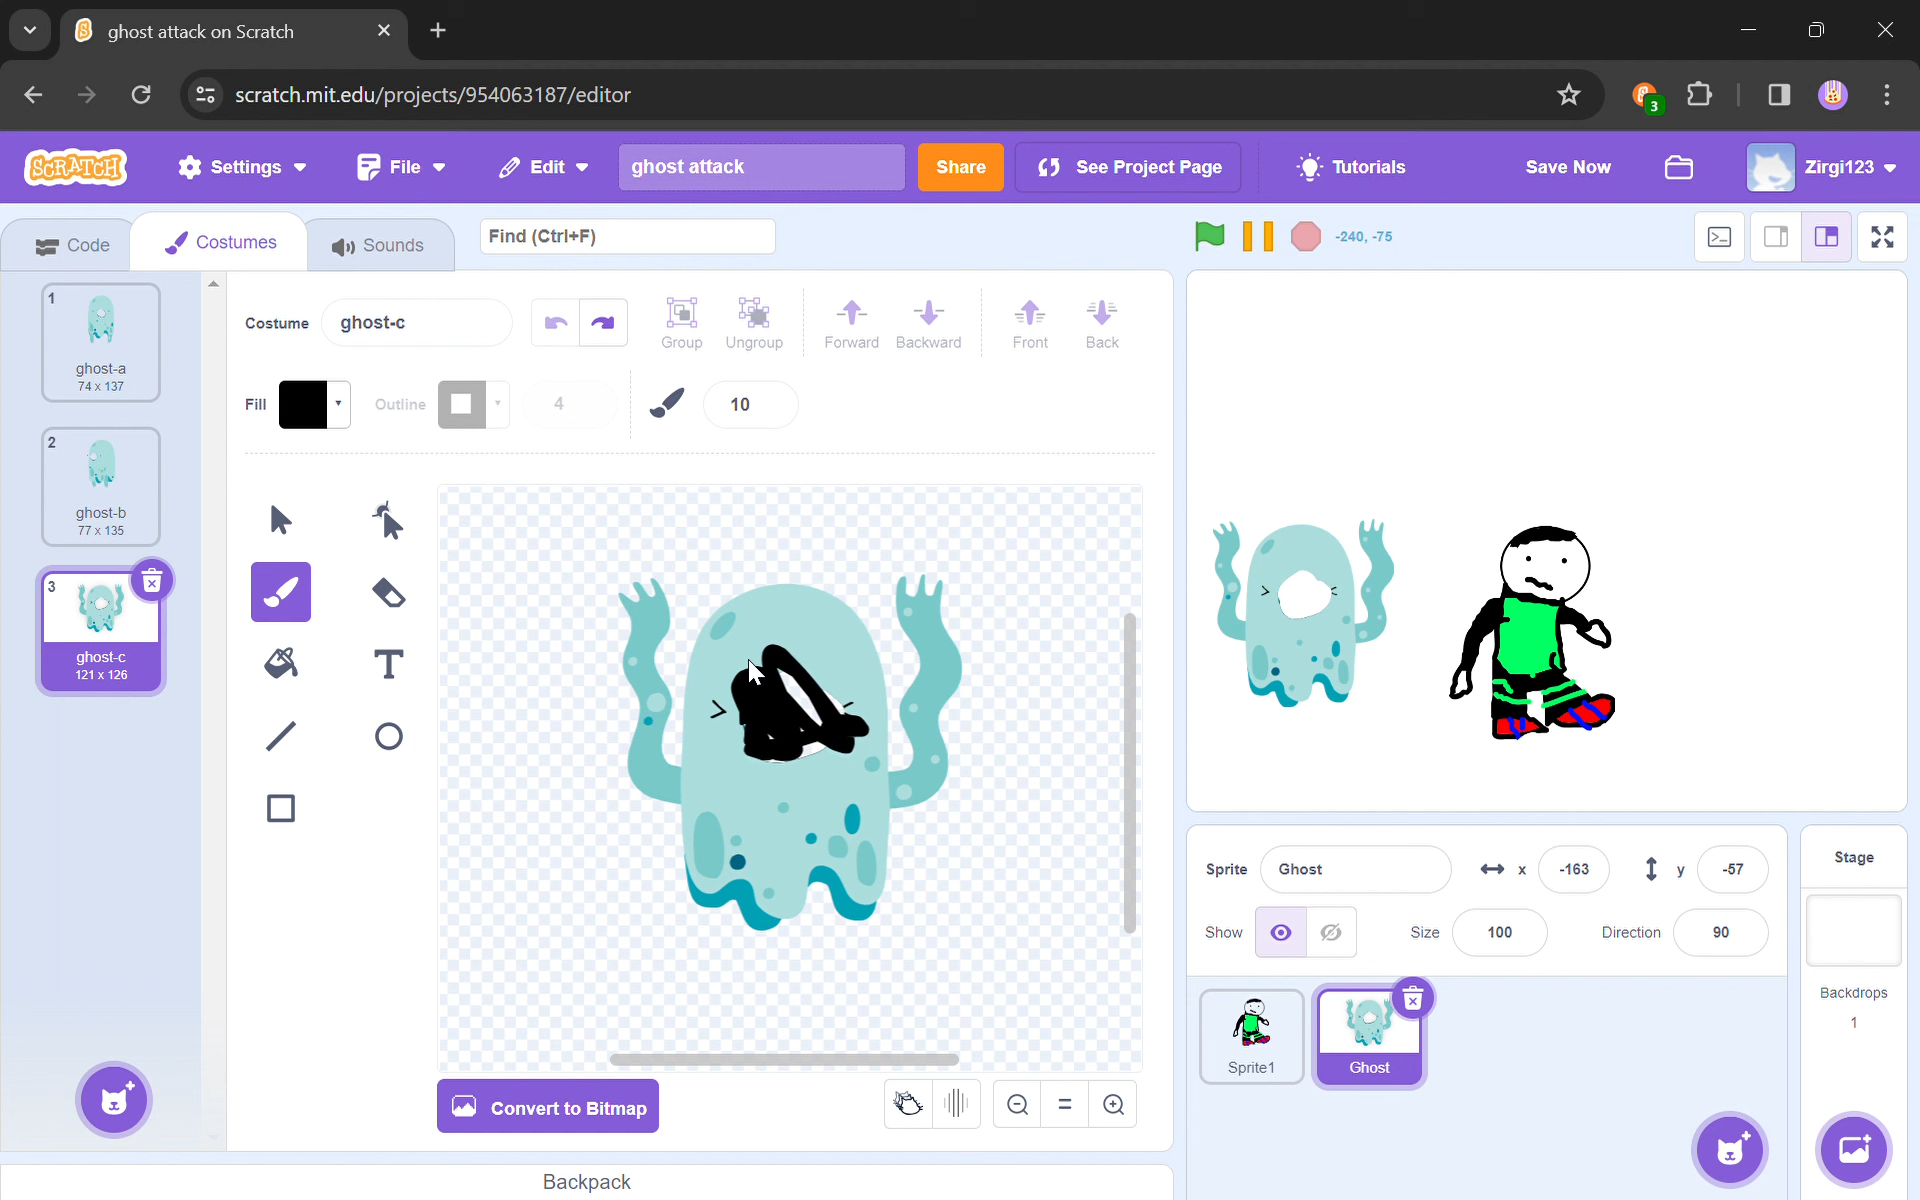 ghost attack on Scratch
scratch.mit.edu/projects/954063187/editor
3
SCRATCH
Settings
File
Edit
ghost attack
Share
See Project Page
Tutorials
Save Now
Zirgi123
Code
Costumes
Sounds
Find (Ctrl+F)
-240, -75
1
ghost-a
74 x 137
2
ghost-b
77 x 135
3
ghost-c
121 x 126
Costume
ghost-c
Group
Ungroup
Forward
Backward
Front
Back
Fill
Outline
4
10
T
Convert to Bitmap
Backpack
Sprite
Ghost
x
-163
y
-57
Show
Size
100
Direction
90
Sprite1
Ghost
Stage
Backdrops
1